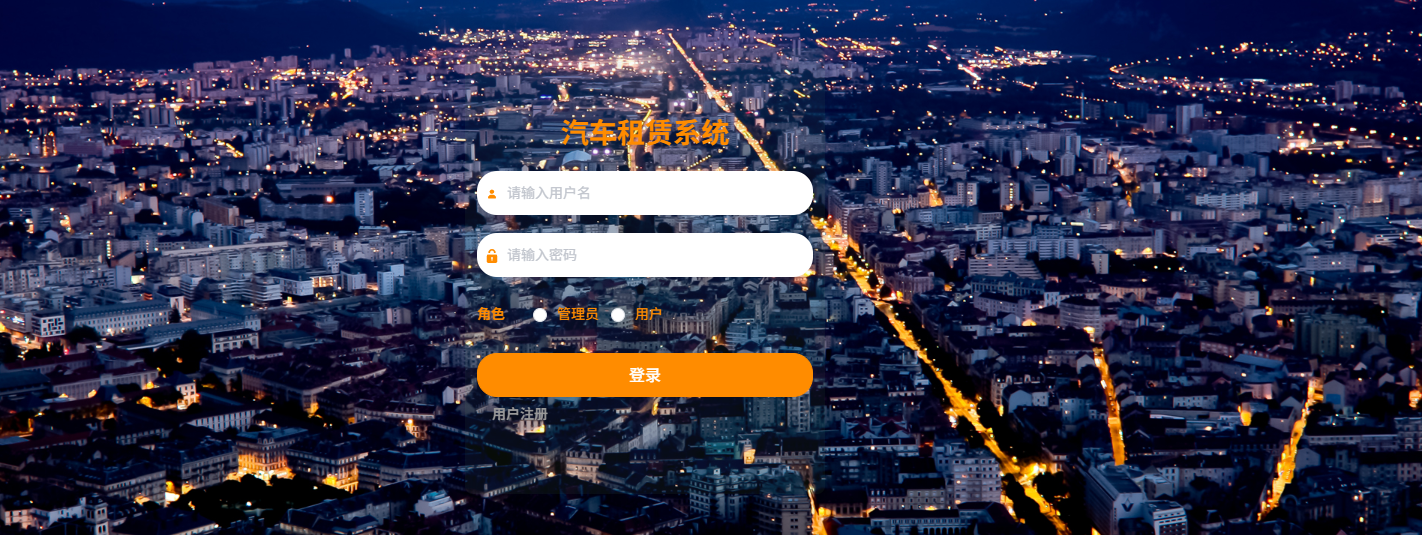 汽车租赁系统
请输入用户名
请输入密码
角色 管理员 用户
登录
用户注册